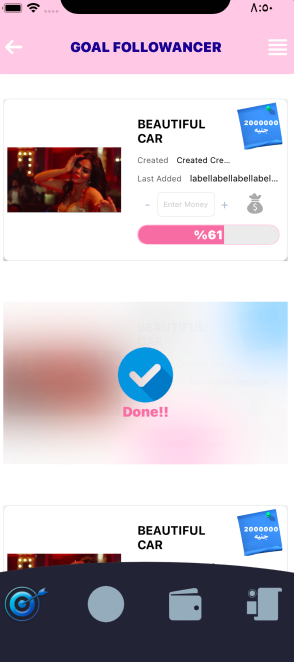 ٨:٥٠
GOAL FOLLOWANCER
BEAUTIFUL
CAR
2000000
جنيه
Created Created Cre...
Last Added labellabellabellabel...
- Enter Money +
%61
Done!!
BEAUTIFUL
CAR
2000000
جنيه